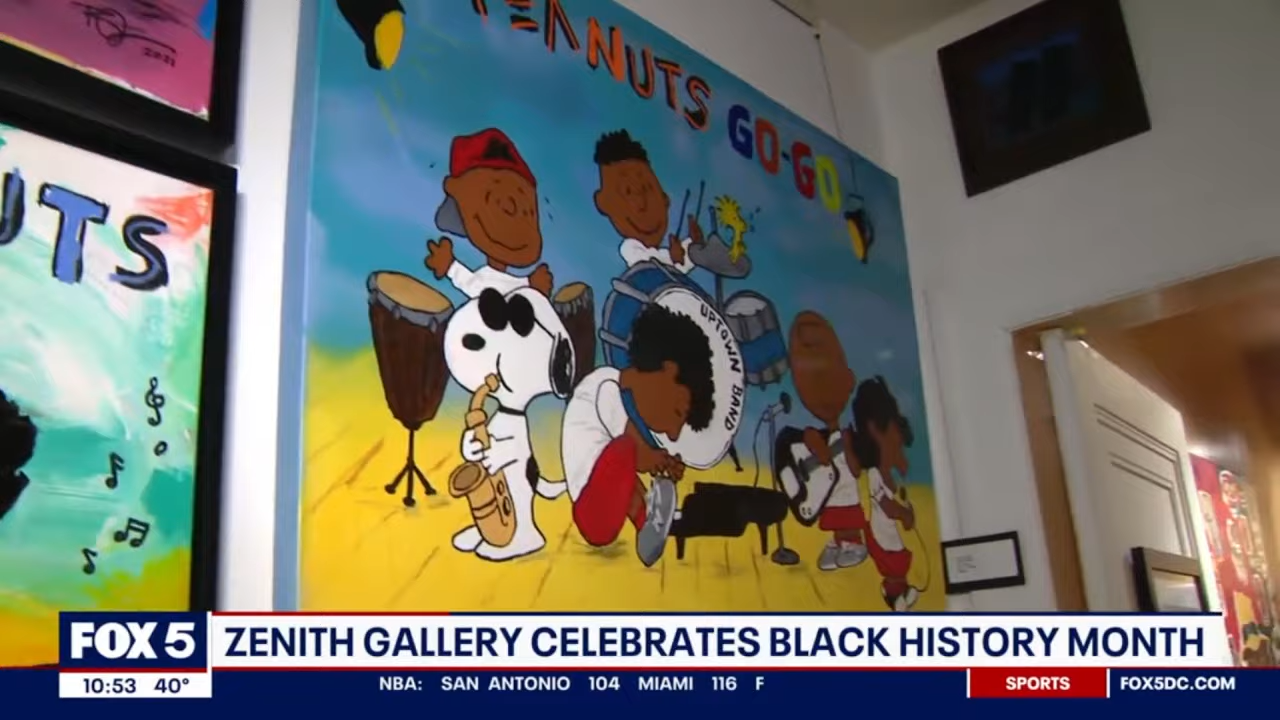 2021
PEANUTS GO-GO
UTS
UPTOWN BAND
FOX 5
ZENITH GALLERY CELEBRATES BLACK HISTORY MONTH
10:53 40°
NBA: SAN ANTONIO 104 MIAMI 116 F
SPORTS
FOX5DC.COM